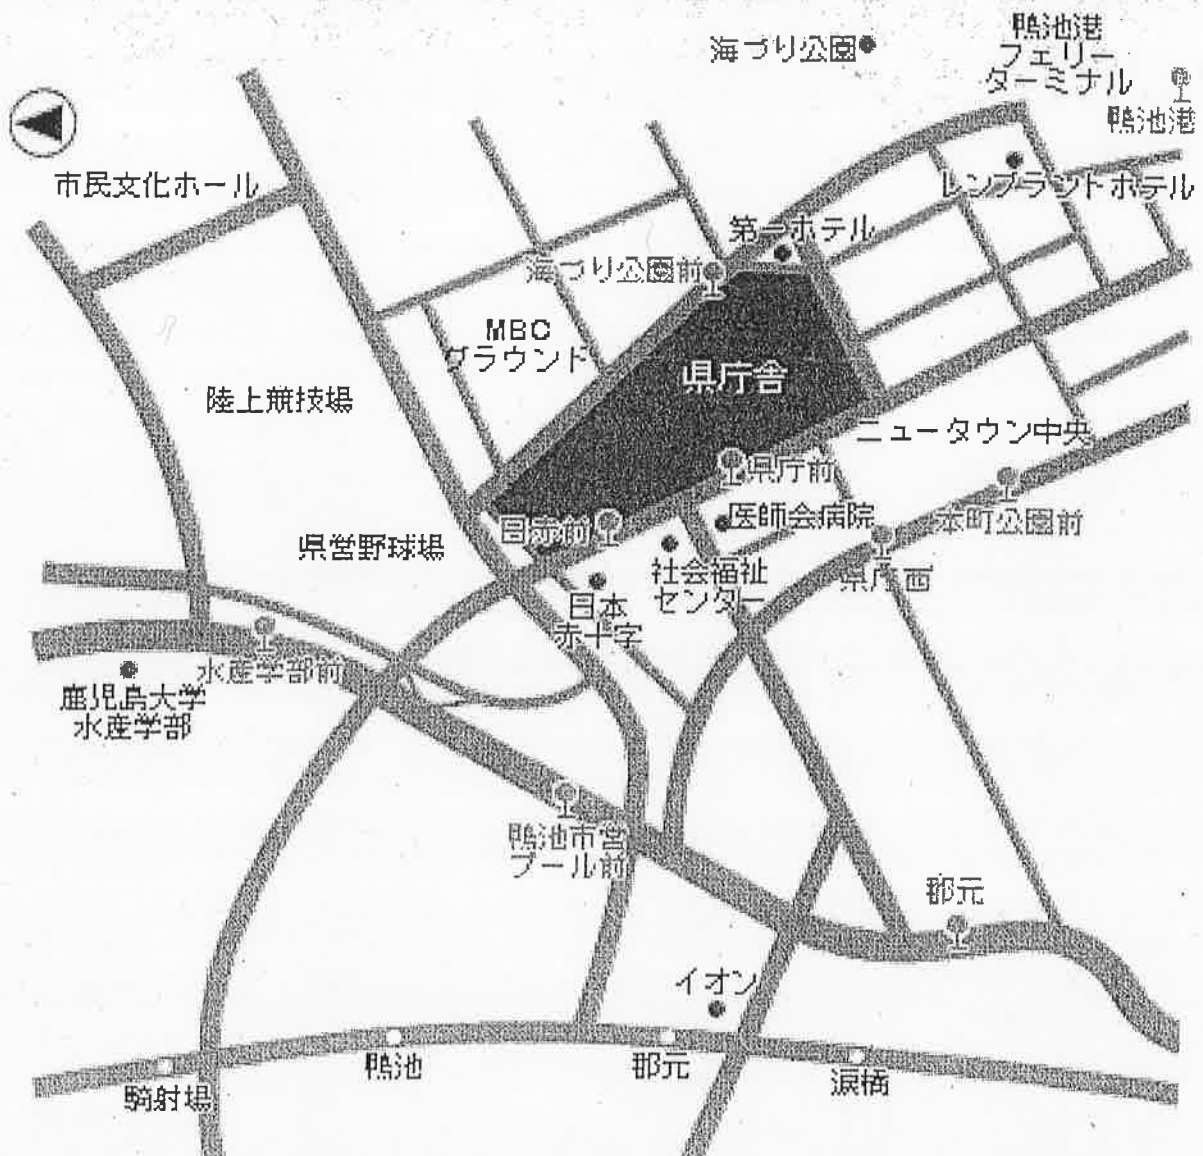 海づり公園
鴨池港
フェリー
ターミナル
鴨池港
市民文化ホール
レンブラントホテル
第一ホテル
海づり公園前
MBC
グラウンド
県庁舎
陸上競技場
ニュータウン中央
県庁前
本町公園前
医師会病院
日赤前
県営野球場
県庁西
社会福祉
センター
日本
赤十字
水産学部前
鹿児島大学
水産学部
鴨池市営
プール前
郡元
イオン
騎射場
鴨池
郡元
涙橋